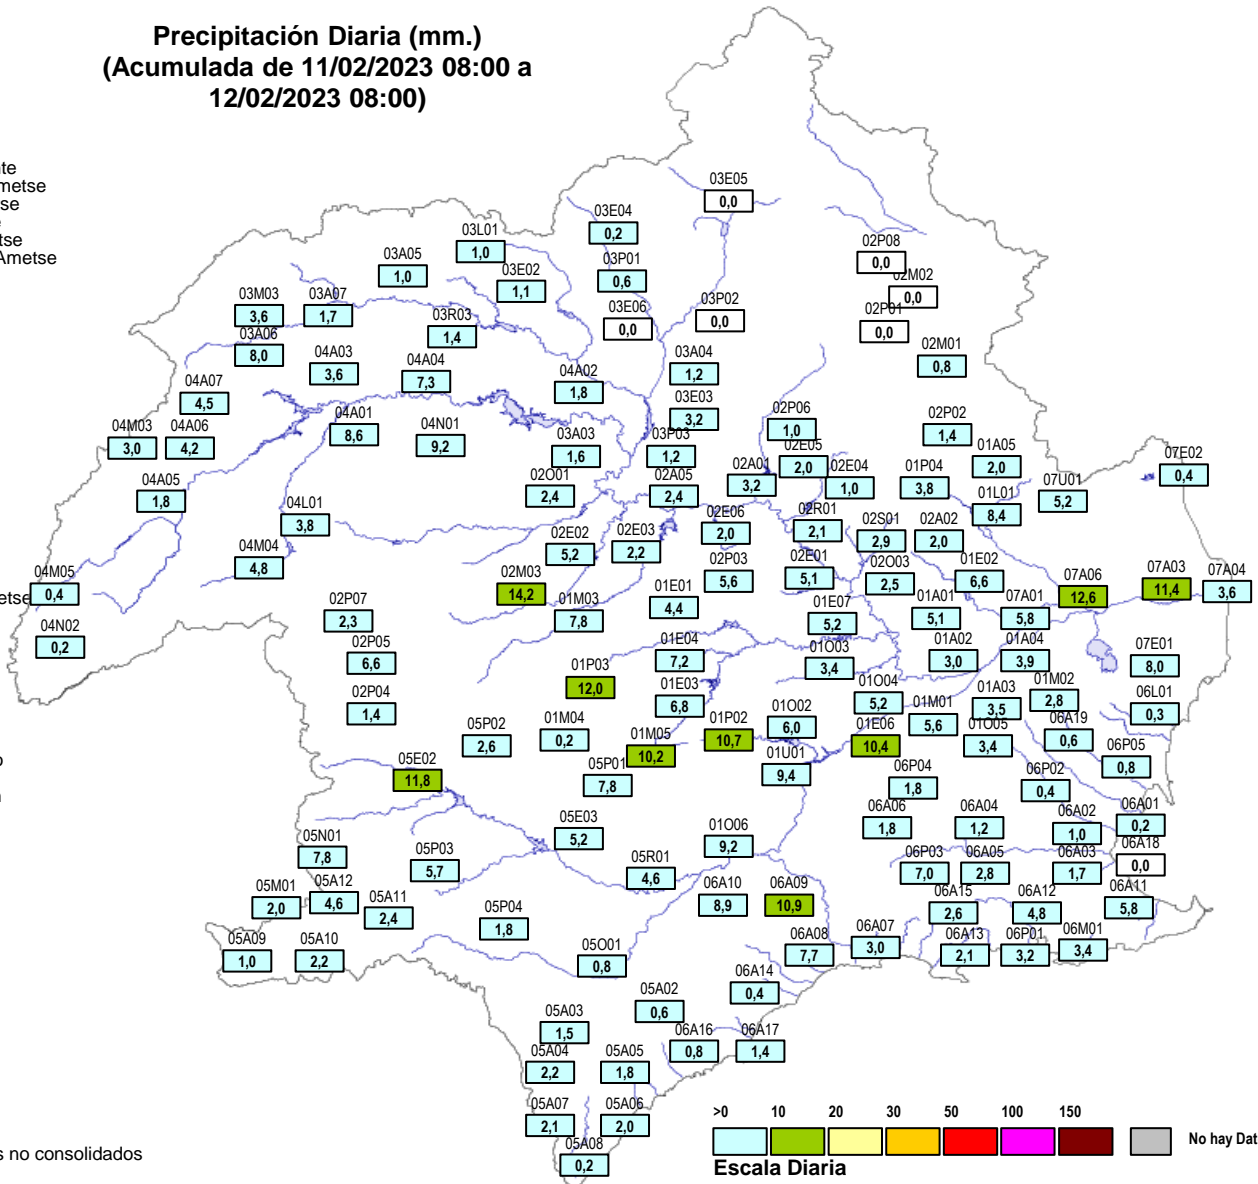 Precipitación Diaria (mm.)
(Acumulada de 11/02/2023 08:00 a
12/02/2023 08:00)
03E05
0,0
03E04
0,2
03L01
1,0
02P08
0,0
03A05
1,0
03P01
0,6
03E02
1,1
02M02
0,0
03M03
3,6
03A07
1,7
03E06
0,0
03P02
0,0
02P01
0,0
03R03
1,4
03A06
8,0
04A03
3,6
04A04
7,3
04A02
1,8
03A04
1,2
02M01
0,8
04A07
4,5
03E03
3,2
04M03
3,0
04A06
4,2
04A01
8,6
04N01
9,2
02P06
1,0
02P02
1,4
03A03
1,6
03P03
1,2
02E05
2,0
01A05
2,0
07E02
0,4
04A05
1,8
02O01
2,4
02A05
2,4
02A01
3,2
02E04
1,0
01P04
3,8
07U01
5,2
04L01
3,8
01L01
8,4
02E06
2,0
02R01
2,1
02S01
2,9
02A02
2,0
04M04
4,8
02E02
5,2
02E03
2,2
04M05
0,4
02M03
14,2
02P03
5,6
02E01
5,1
02O03
2,5
01E02
6,6
07A06
12,6
07A03
11,4
07A04
3,6
etse
02P07
2,3
01M03
7,8
01E01
4,4
01E07
5,2
01A01
5,1
07A01
5,8
04N02
0,2
02P05
6,6
01E04
7,2
01O03
3,4
01A02
3,0
01A04
3,9
07E01
8,0
01P03
12,0
01E03
6,8
01O04
5,2
01A03
3,5
01M02
2,8
06L01
0,3
02P04
1,4
05P02
2,6
01M04
0,2
01M05
10,2
01P02
10,7
01O02
6,0
01E06
10,4
01M01
5,6
01O05
3,4
06A19
0,6
06P05
0,8
05E02
11,8
05P01
7,8
01U01
9,4
06P04
1,8
06P02
0,4
05E03
5,2
06A06
1,8
06A04
1,2
06A02
1,0
06A01
0,2
05N01
7,8
05P03
5,7
01O06
9,2
06A18
0,0
05R01
4,6
06P03
7,0
06A05
2,8
06A03
1,7
05M01
2,0
05A12
4,6
05A11
2,4
06A10
8,9
06A09
10,9
06A15
2,6
06A12
4,8
06A11
5,8
05P04
1,8
05A09
1,0
05A10
2,2
05O01
0,8
06A08
7,7
06A07
3,0
06A13
2,1
06P01
3,2
06M01
3,4
06A14
0,4
05A02
0,6
05A03
1,5
06A16
0,8
06A17
1,4
05A04
2,2
05A05
1,8
05A07
2,1
05A06
2,0
05A08
0,2
>0 10 20 30 50 100 150
No hay Dat
Escala Diaria
s no consolidados